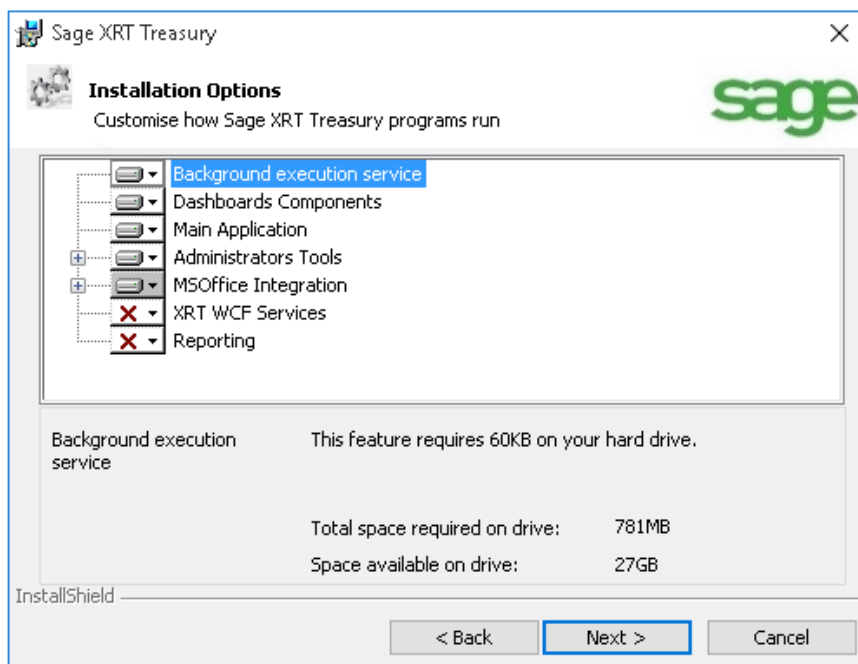 Sage XRT Treasury
Installation Options
Customise how Sage XRT Treasury programs run
sage
Background execution service
Dashboards Components
Main Application
Administrators Tools
MSOffice Integration
XRT WCF Services
Reporting
Background execution
service
This feature requires 60KB on your hard drive.
Total space required on drive: 781MB
Space available on drive: 27GB
InstallShield
< Back Next > Cancel